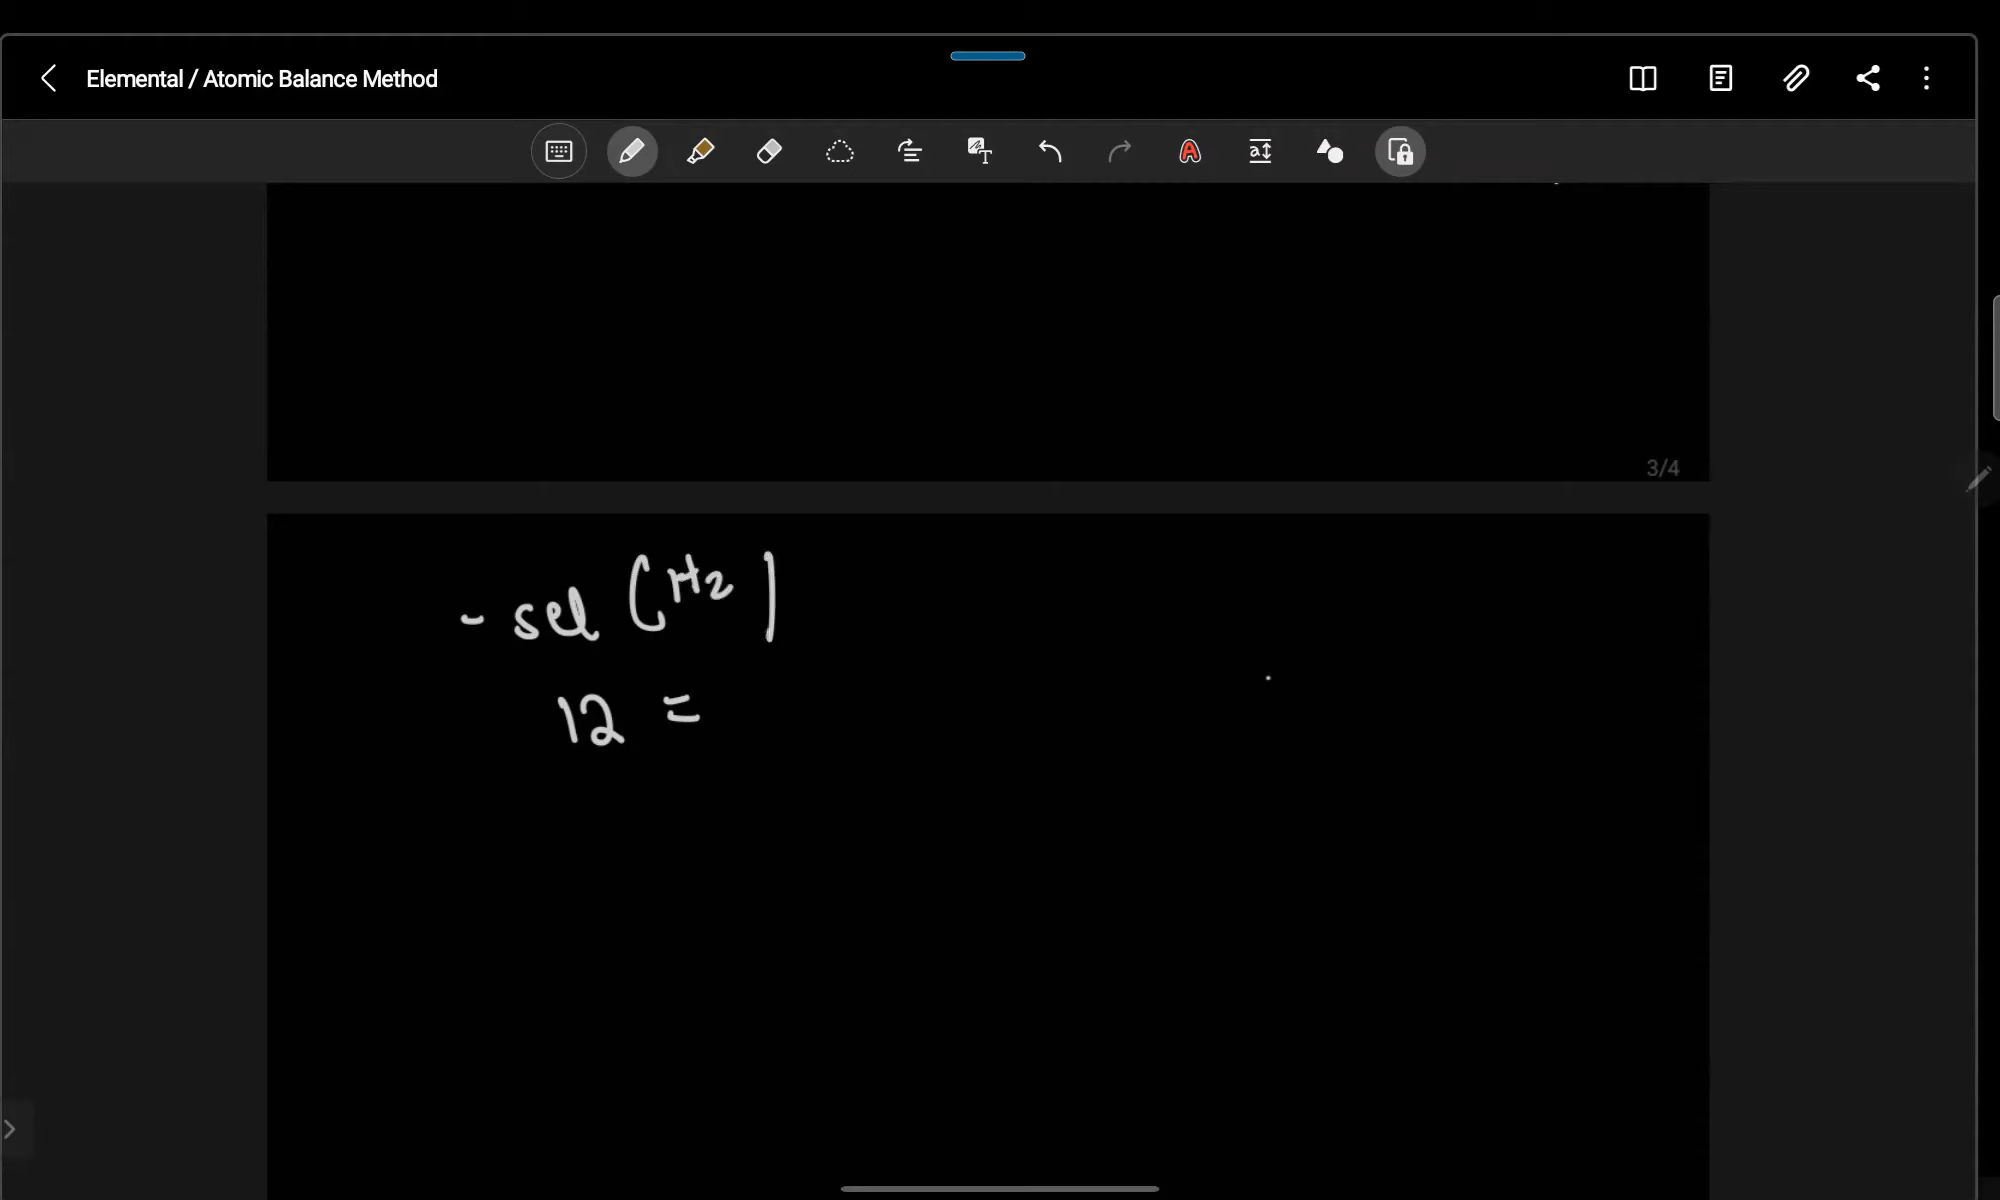 Elemental / Atomic Balance Method
3/4
- sel (H2)
12 =